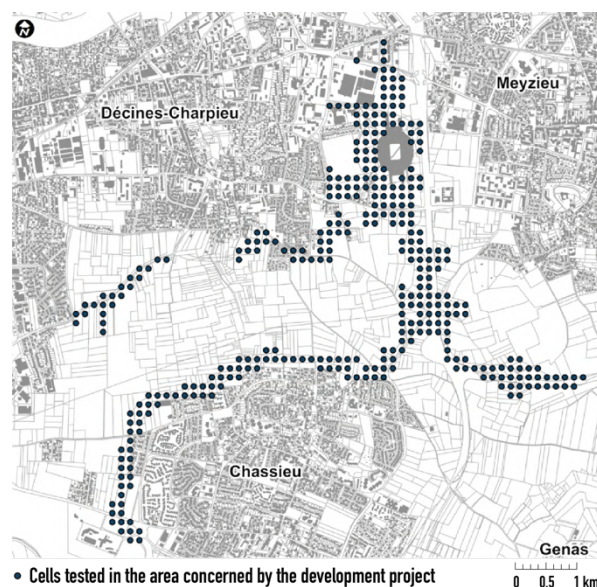 N
Meyzieu
Décines-Charpieu
Chassieu
Genas
• Cells tested in the area concerned by the development project
0 0.5 1 km